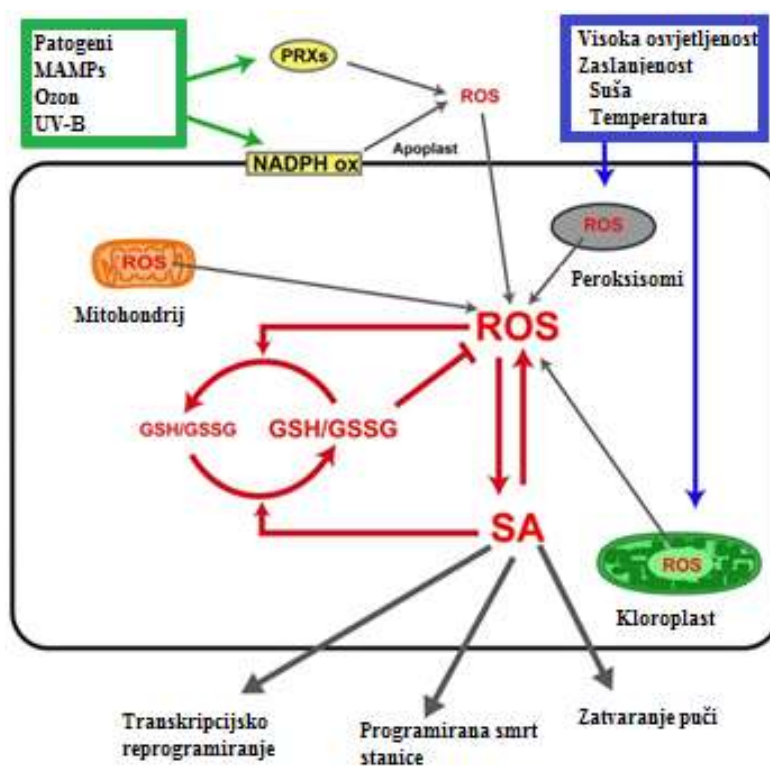 Patogeni
MAMPs
Ozon
UV-B
PRXs
ROS
Visoka osvjetljenost
Zaslanjenost
Suša
Temperatura
NADPH ox
Apoplast
ROS
Mitohondrij
ROS
Peroksisomi
ROS
GSH/GSSG
GSH/GSSG
SA
ROS
Kloroplast
Transkripcijsko
reprogramiranje
Programirana smrt
stanice
Zatvaranje puči